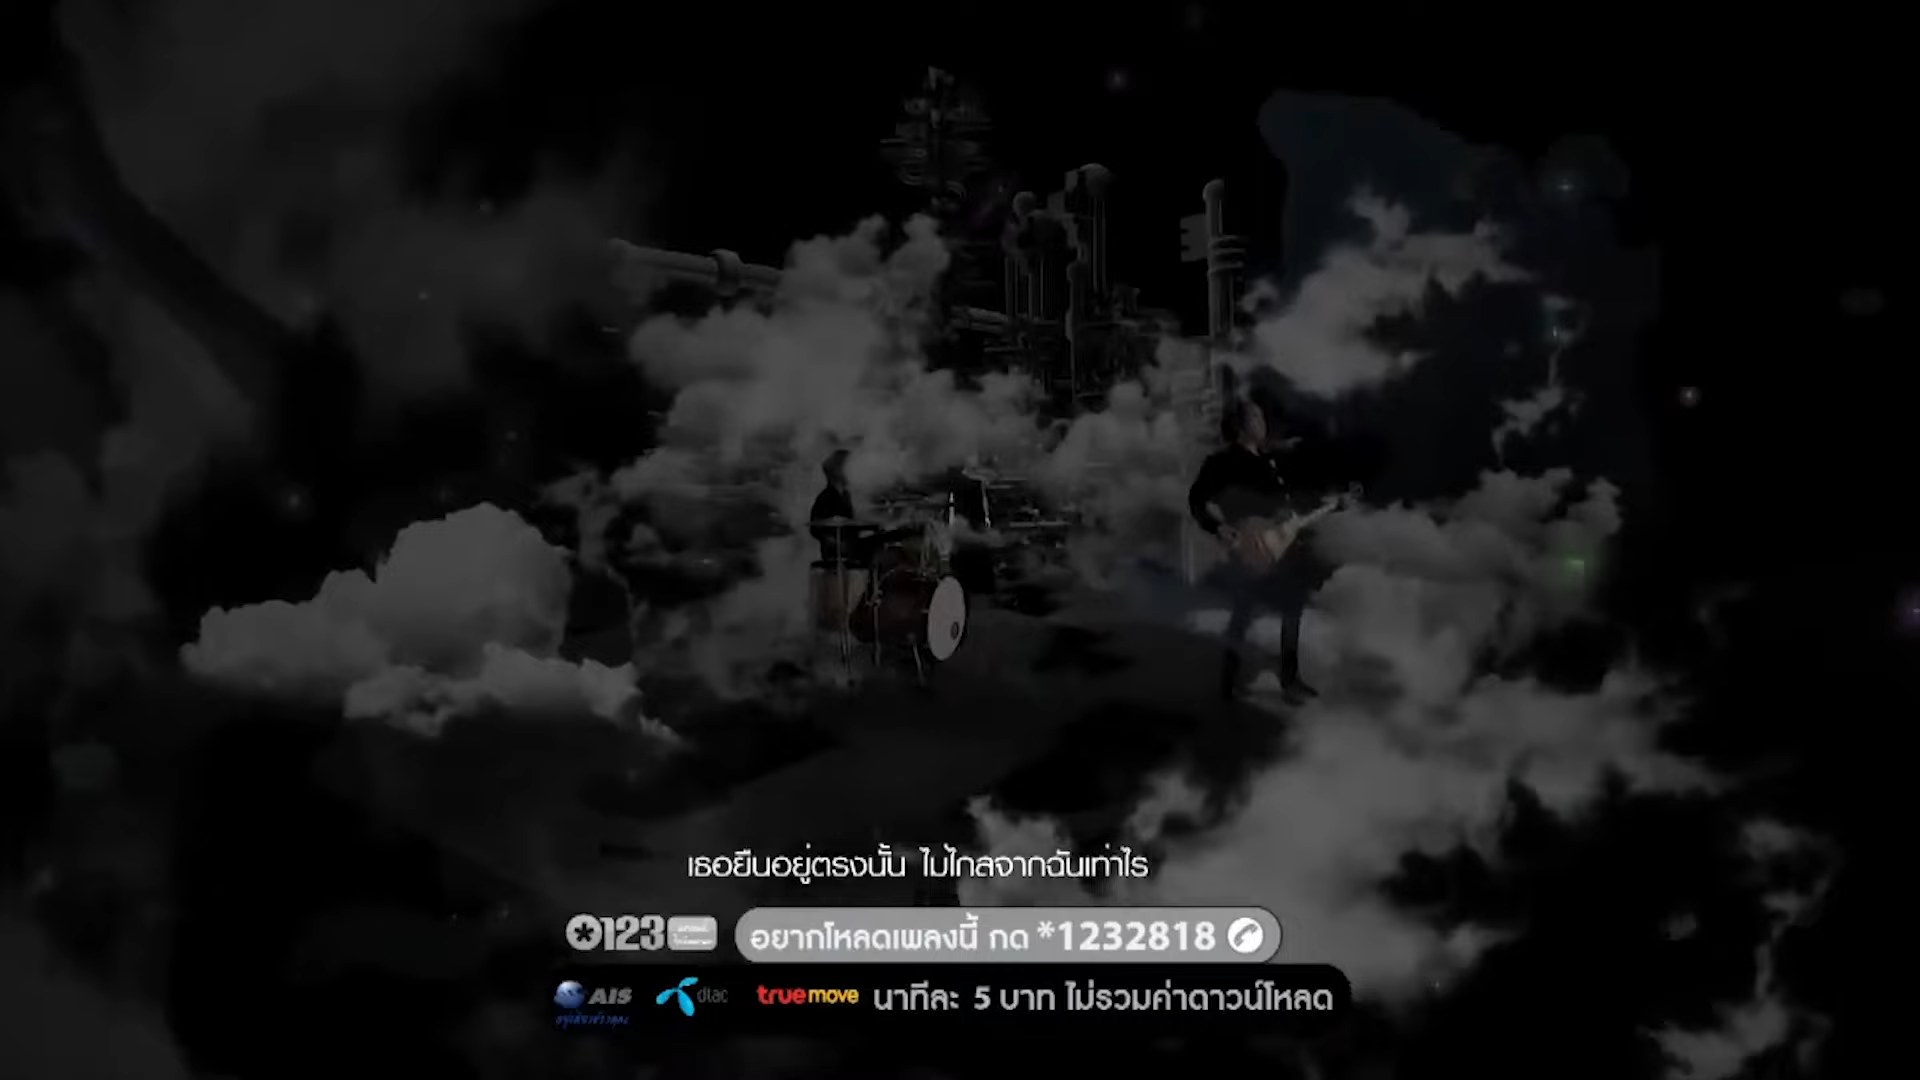 เธอยืนอยู่ตรงนั้น ไม่ไกลจากฉันเท่าไร
*123 อยากโหลดเพลงนี้ กด *1232818
AIS dtac truemove นาทีละ 5 บาท ไม่รวมค่าดาวน์โหลด